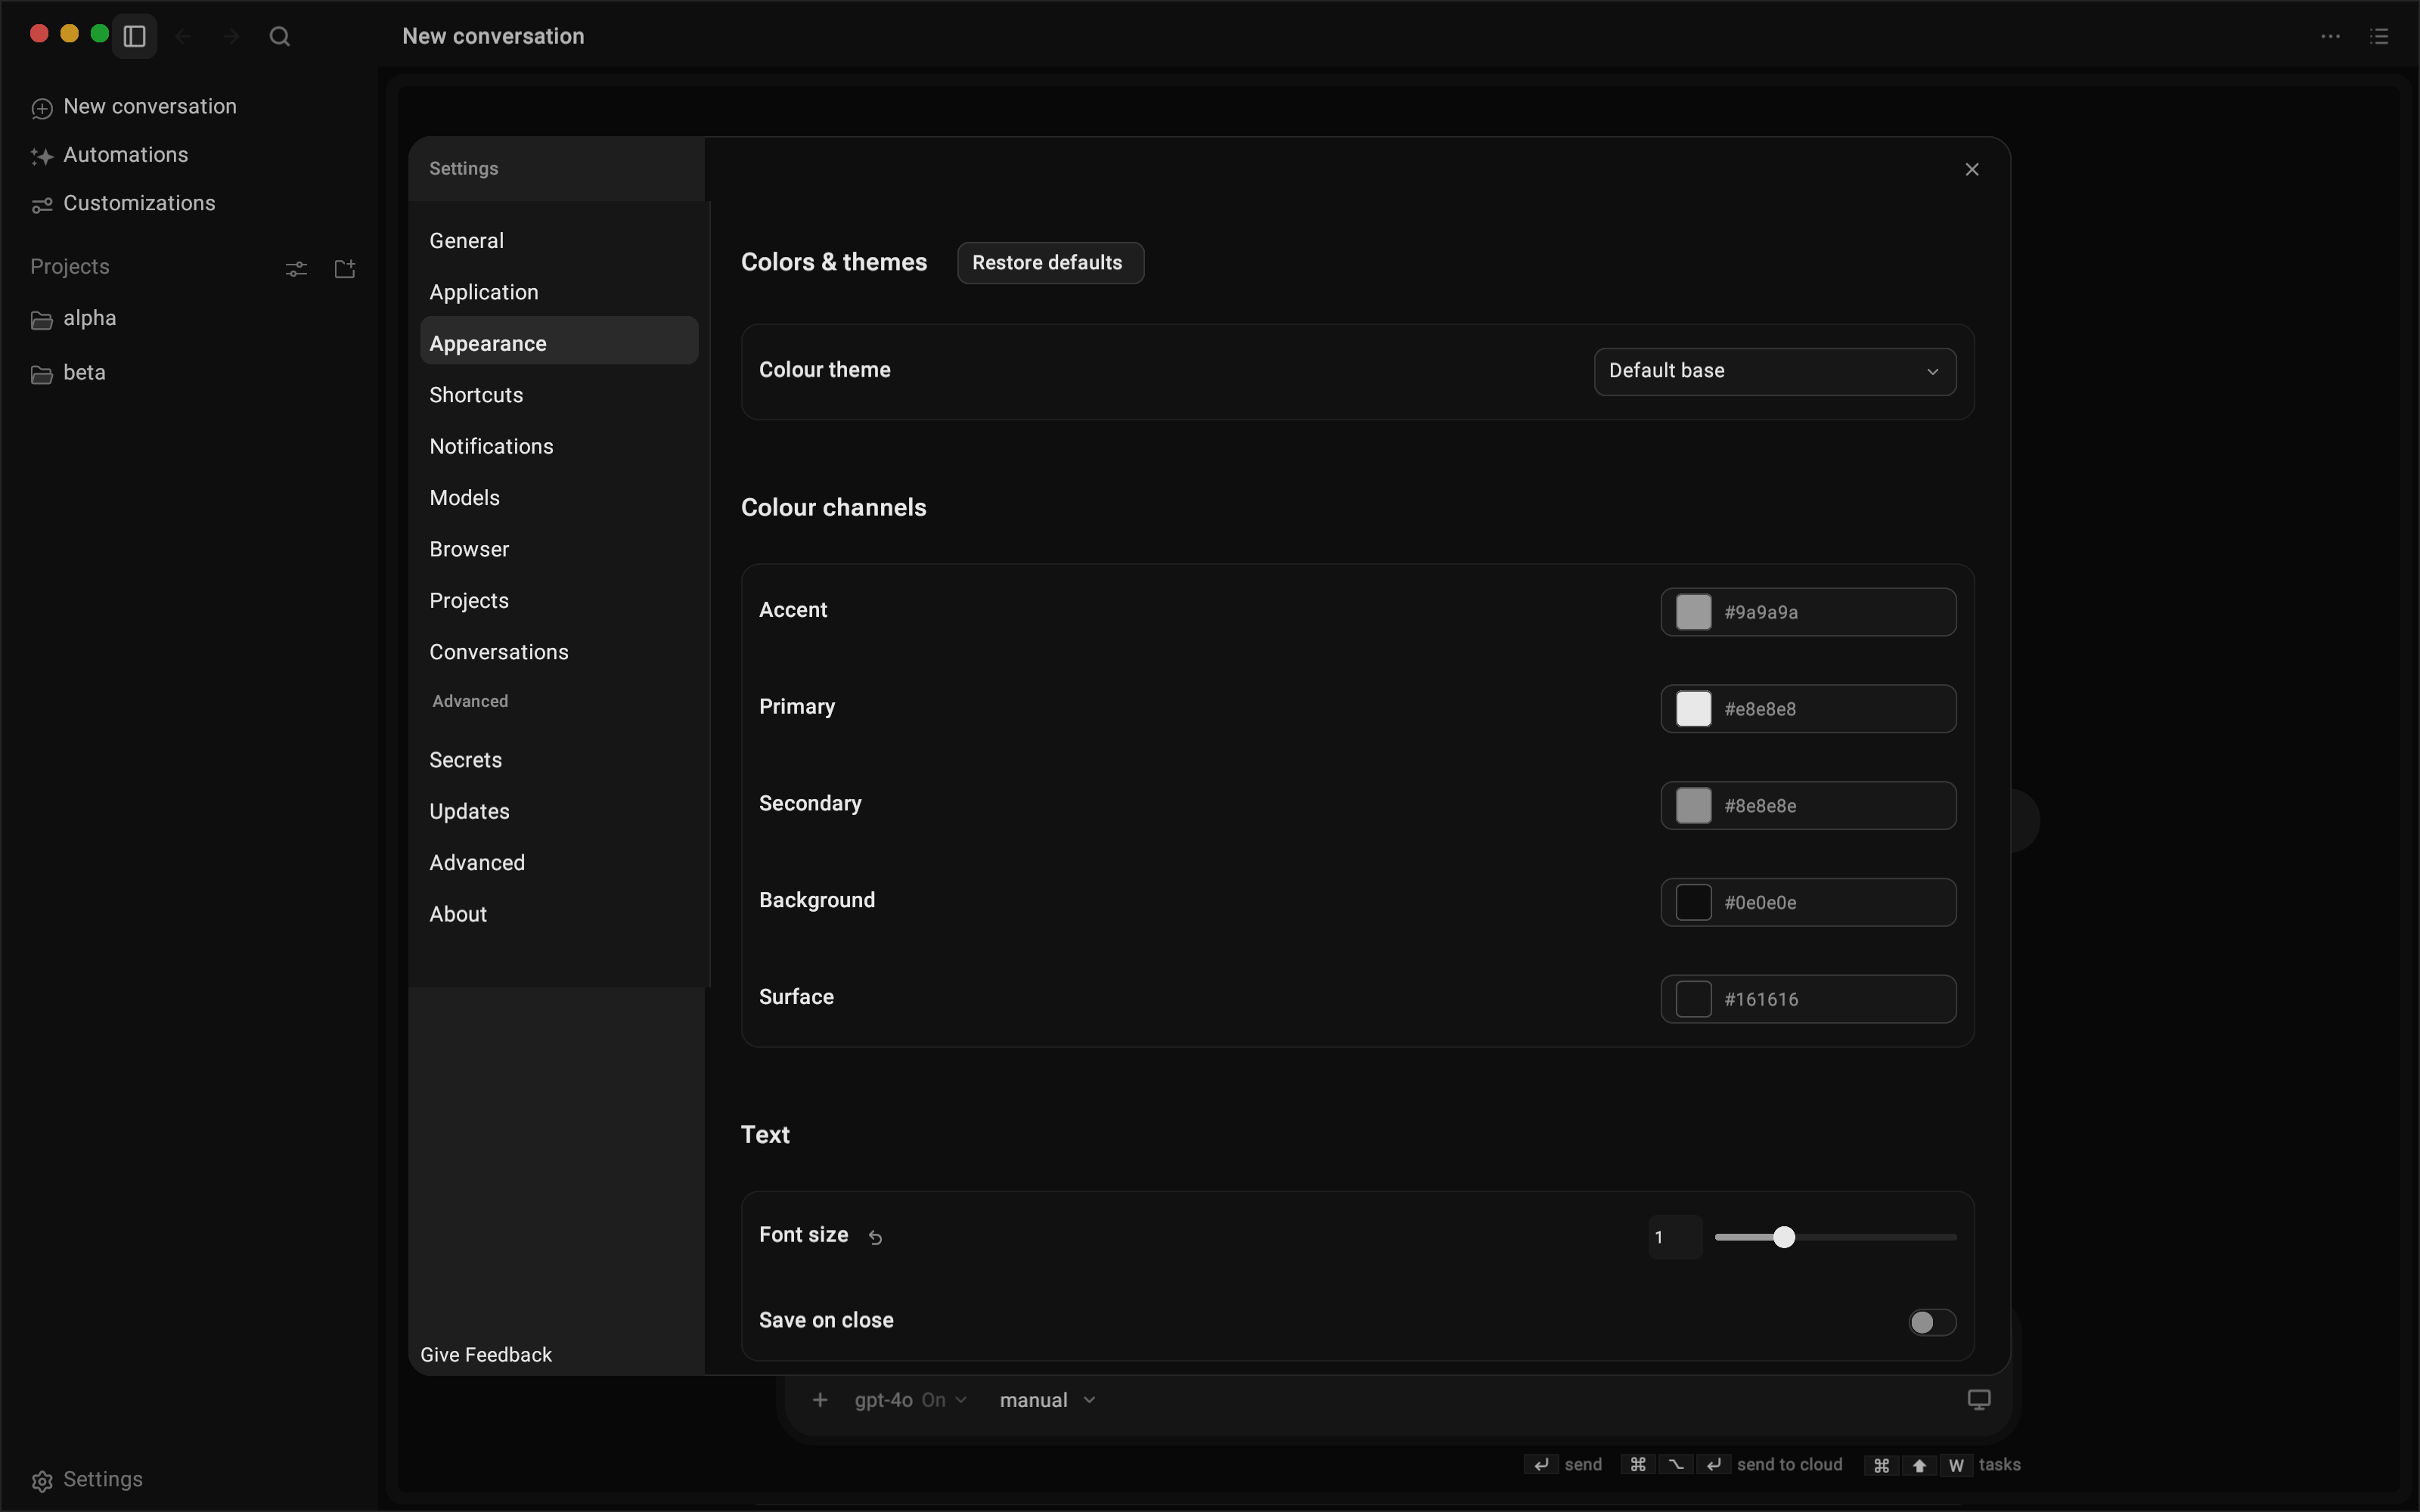 New conversation
New conversation
Automations
Customizations
Projects
alpha
beta
Settings
Settings
General
Application
Appearance
Shortcuts
Notifications
Models
Browser
Projects
Conversations
Advanced
Secrets
Updates
Advanced
About
Give Feedback
Colors & themes
Restore defaults
Colour theme
Default base
Colour channels
Accent
#9a9a9a
Primary
#e8e8e8
Secondary
#8e8e8e
Background
#0e0e0e
Surface
#161616
Text
Font size
1
Save on close
gpt-4o On
manual
send
⌘ ⌥ send to cloud
⌘ W tasks